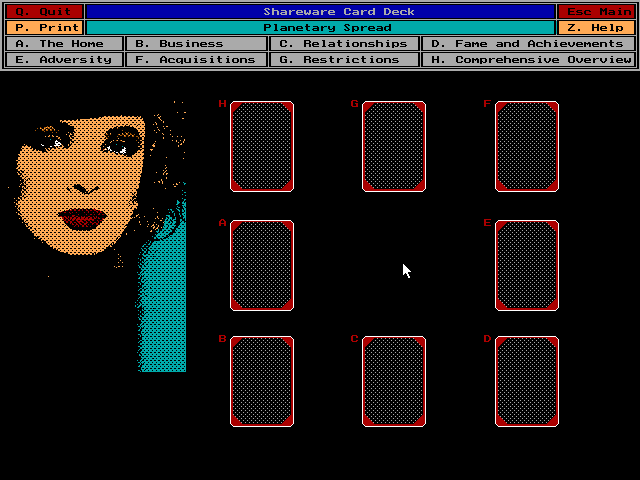 Q. Quit Shareware Card Deck Esc Main
P. Print Planetary Spread Z. Help
A. The Home B. Business C. Relationships D. Fame and Achievements
E. Adversity F. Acquisitions G. Restrictions H. Comprehensive Overview
H G F
A E
B C D